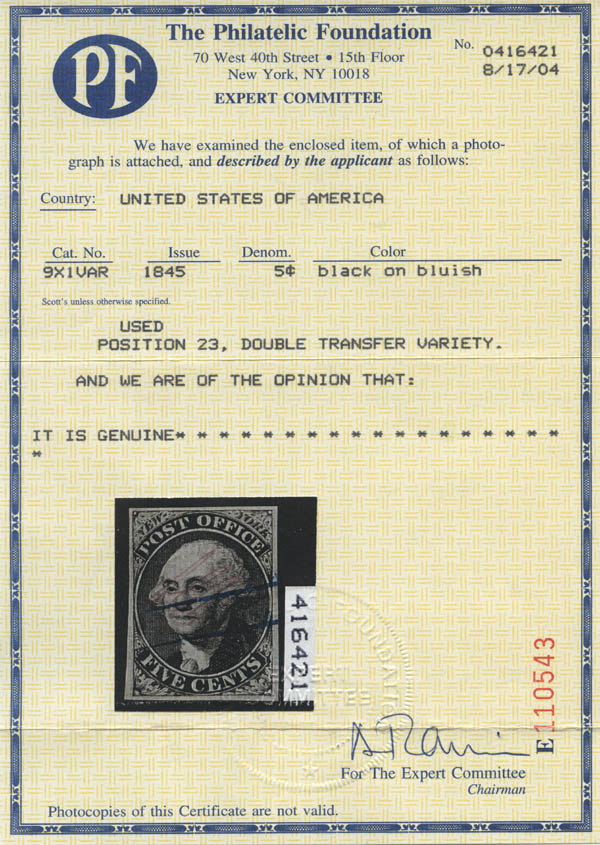 PF
The Philatelic Foundation
70 West 40th Street • 15th Floor
New York, NY 10018
EXPERT COMMITTEE
No. 0416421
8/17/04
We have examined the enclosed item, of which a photo-
graph is attached, and described by the applicant as follows:
Country: UNITED STATES OF AMERICA
Cat. No. Issue Denom. Color
9X1VAR 1845 5¢ black on bluish
Scott's unless otherwise specified.
USED
POSITION 23, DOUBLE TRANSFER VARIETY.
AND WE ARE OF THE OPINION THAT:
IT IS GENUINE* * * * * * * * * * * * * * * * * *
*
POST OFFICE
FIVE CENTS
416421
FOUNDATION
EXPERT
COMMITTEE
E110543
For The Expert Committee
Chairman
Photocopies of this Certificate are not valid.